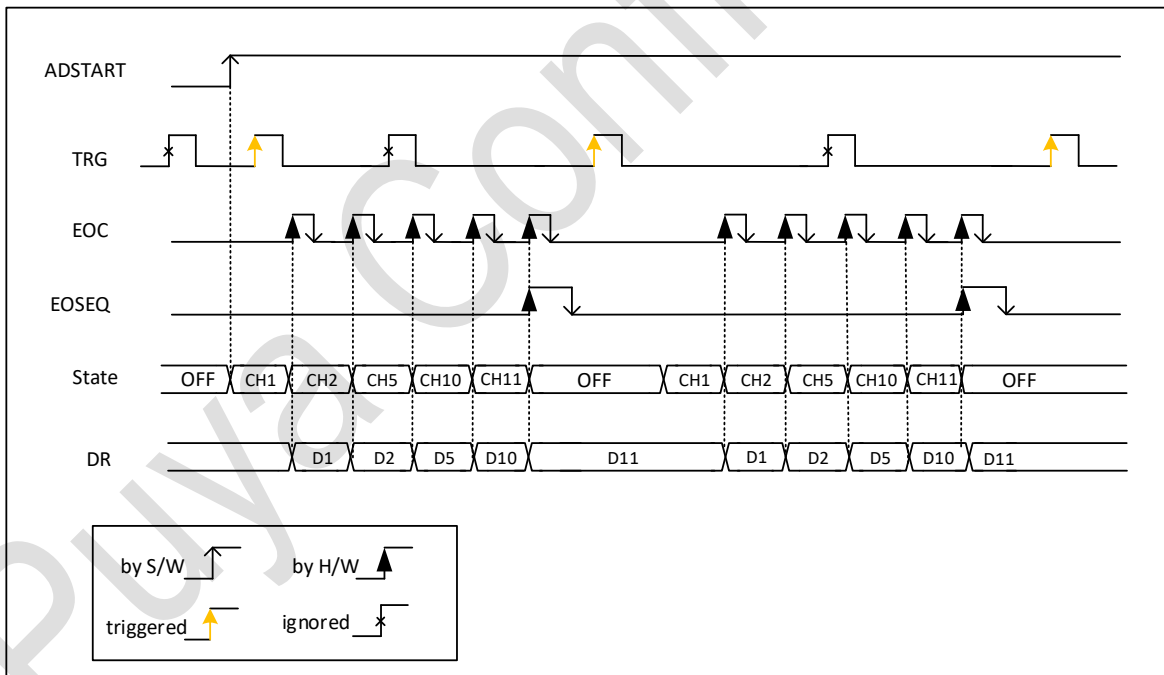 ADSTART
TRG
EOC
EOSEQ
State OFF CH1 CH2 CH5 CH10 CH11 OFF CH1 CH2 CH5 CH10 CH11 OFF
DR D1 D2 D5 D10 D11 D1 D2 D5 D10 D11
by S/W by H/W
triggered ignored
Puya